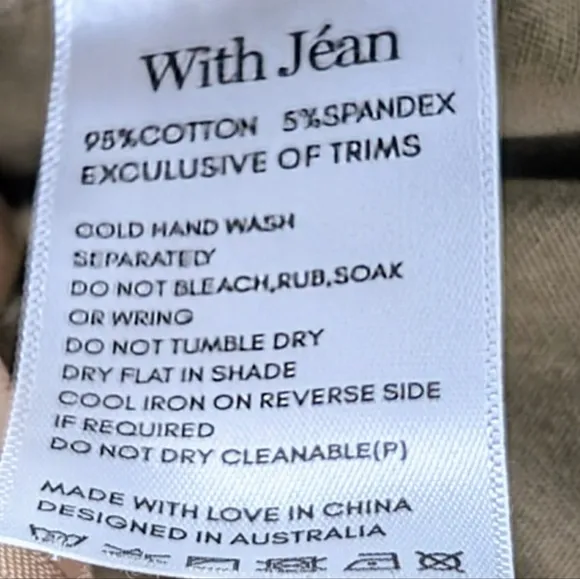 With Jéan
95%COTTON 5%SPANDEX
EXCULUSIVE OF TRIMS
COLD HAND WASH
SEPARATELY
DO NOT BLEACH,RUB,SOAK
OR WRING
DO NOT TUMBLE DRY
DRY FLAT IN SHADE
COOL IRON ON REVERSE SIDE
IF REQUIRED
DO NOT DRY CLEANABLE(P)
MADE WITH LOVE IN CHINA
DESIGNED IN AUSTRALIA